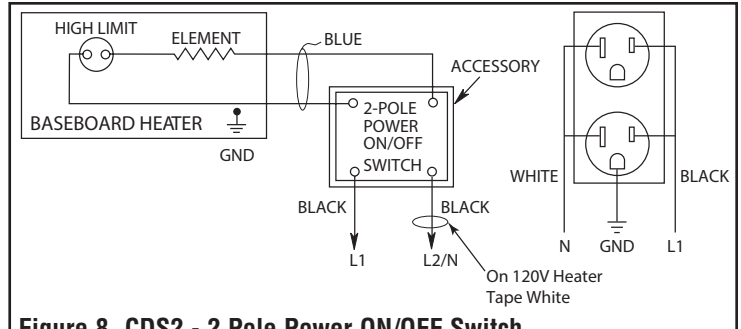 HIGH LIMIT
ELEMENT
BLUE
ACCESSORY
BASEBOARD HEATER
GND
2-POLE
POWER
ON/OFF
SWITCH
BLACK
BLACK
L1
L2/N
On 120V Heater
Tape White
WHITE
BLACK
N
GND
L1
Figure 8 CDS2 - 2 Pole Power ON/OFF Switch